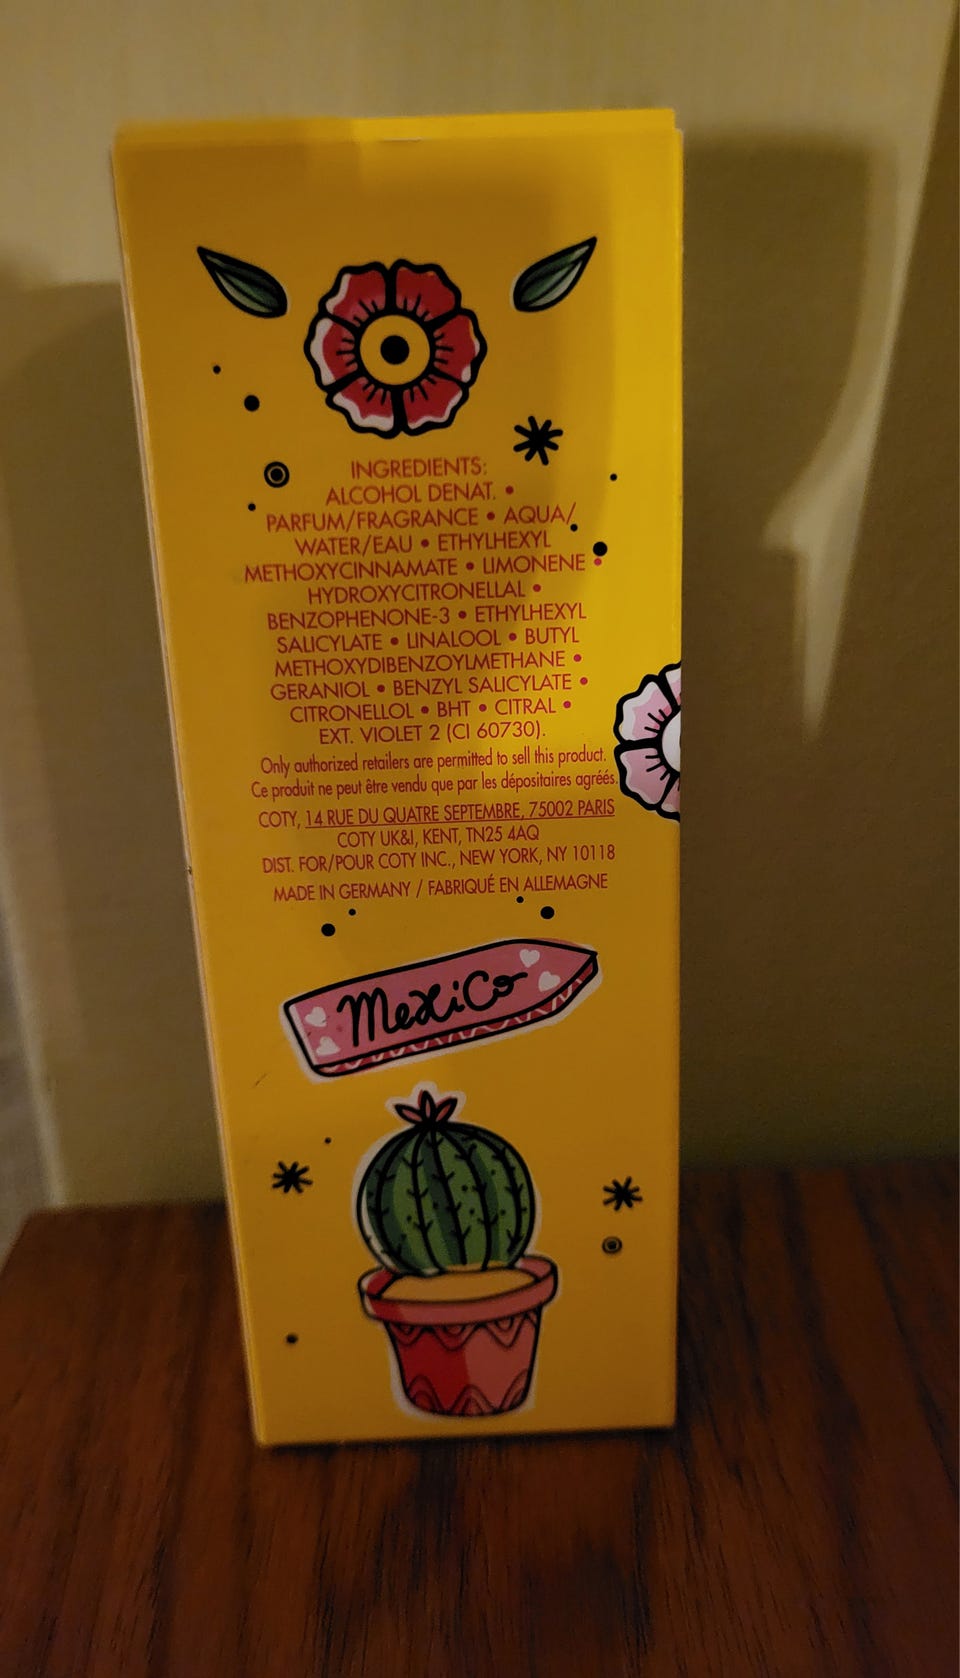 INGREDIENTS:
ALCOHOL DENAT. •
PARFUM/FRAGRANCE • AQUA/
WATER/EAU • ETHYLHEXYL
METHOXYCINNAMATE • LIMONENE •
HYDROXYCITRONELLAL •
BENZOPHENONE-3 • ETHYLHEXYL
SALICYLATE • LINALOOL • BUTYL
METHOXYDIBENZOYLMETHANE •
GERANIOL • BENZYL SALICYLATE •
CITRONELLOL • BHT • CITRAL •
EXT. VIOLET 2 (CI 60730).
Only authorized retailers are permitted to sell this product.
Ce produit ne peut être vendu que par les dépositaires agréés.
COTY, 14 RUE DU QUATRE SEPTEMBRE, 75002 PARIS
COTY UK&I, KENT, TN25 4AQ
DIST. FOR/POUR COTY INC., NEW YORK, NY 10118
MADE IN GERMANY / FABRIQUÉ EN ALLEMAGNE
MexiCo